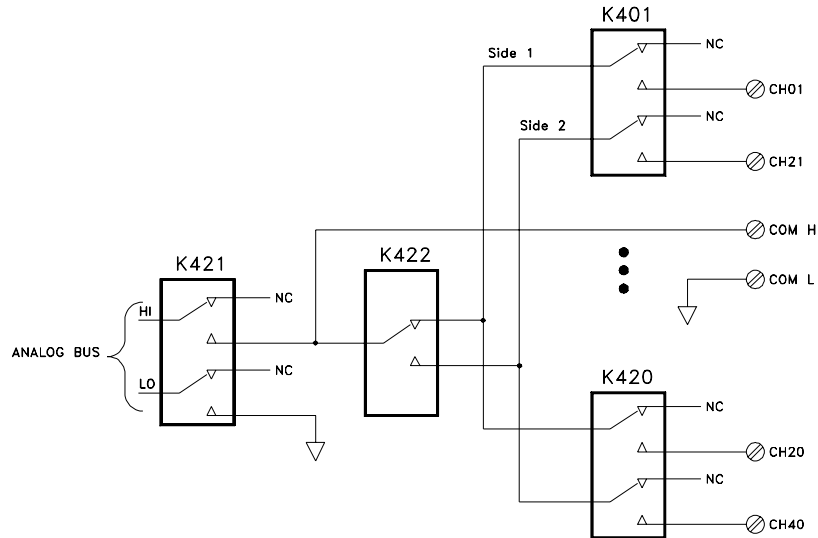 K401
Side 1
NC
CH01
NC
Side 2
CH21
COM H
K422
K421
COM L
NC
HI
ANALOG BUS
NC
LO
K420
NC
CH20
NC
CH40